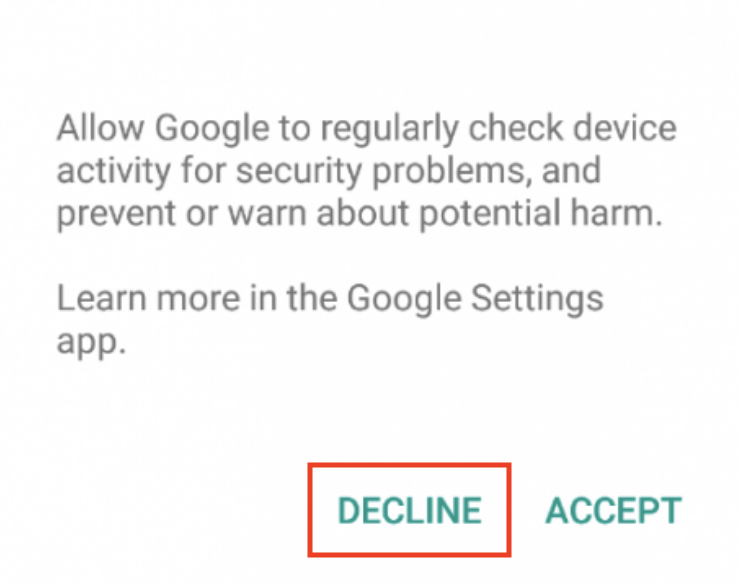 Allow Google to regularly check device
activity for security problems, and
prevent or warn about potential harm.
Learn more in the Google Settings
app.
DECLINE ACCEPT